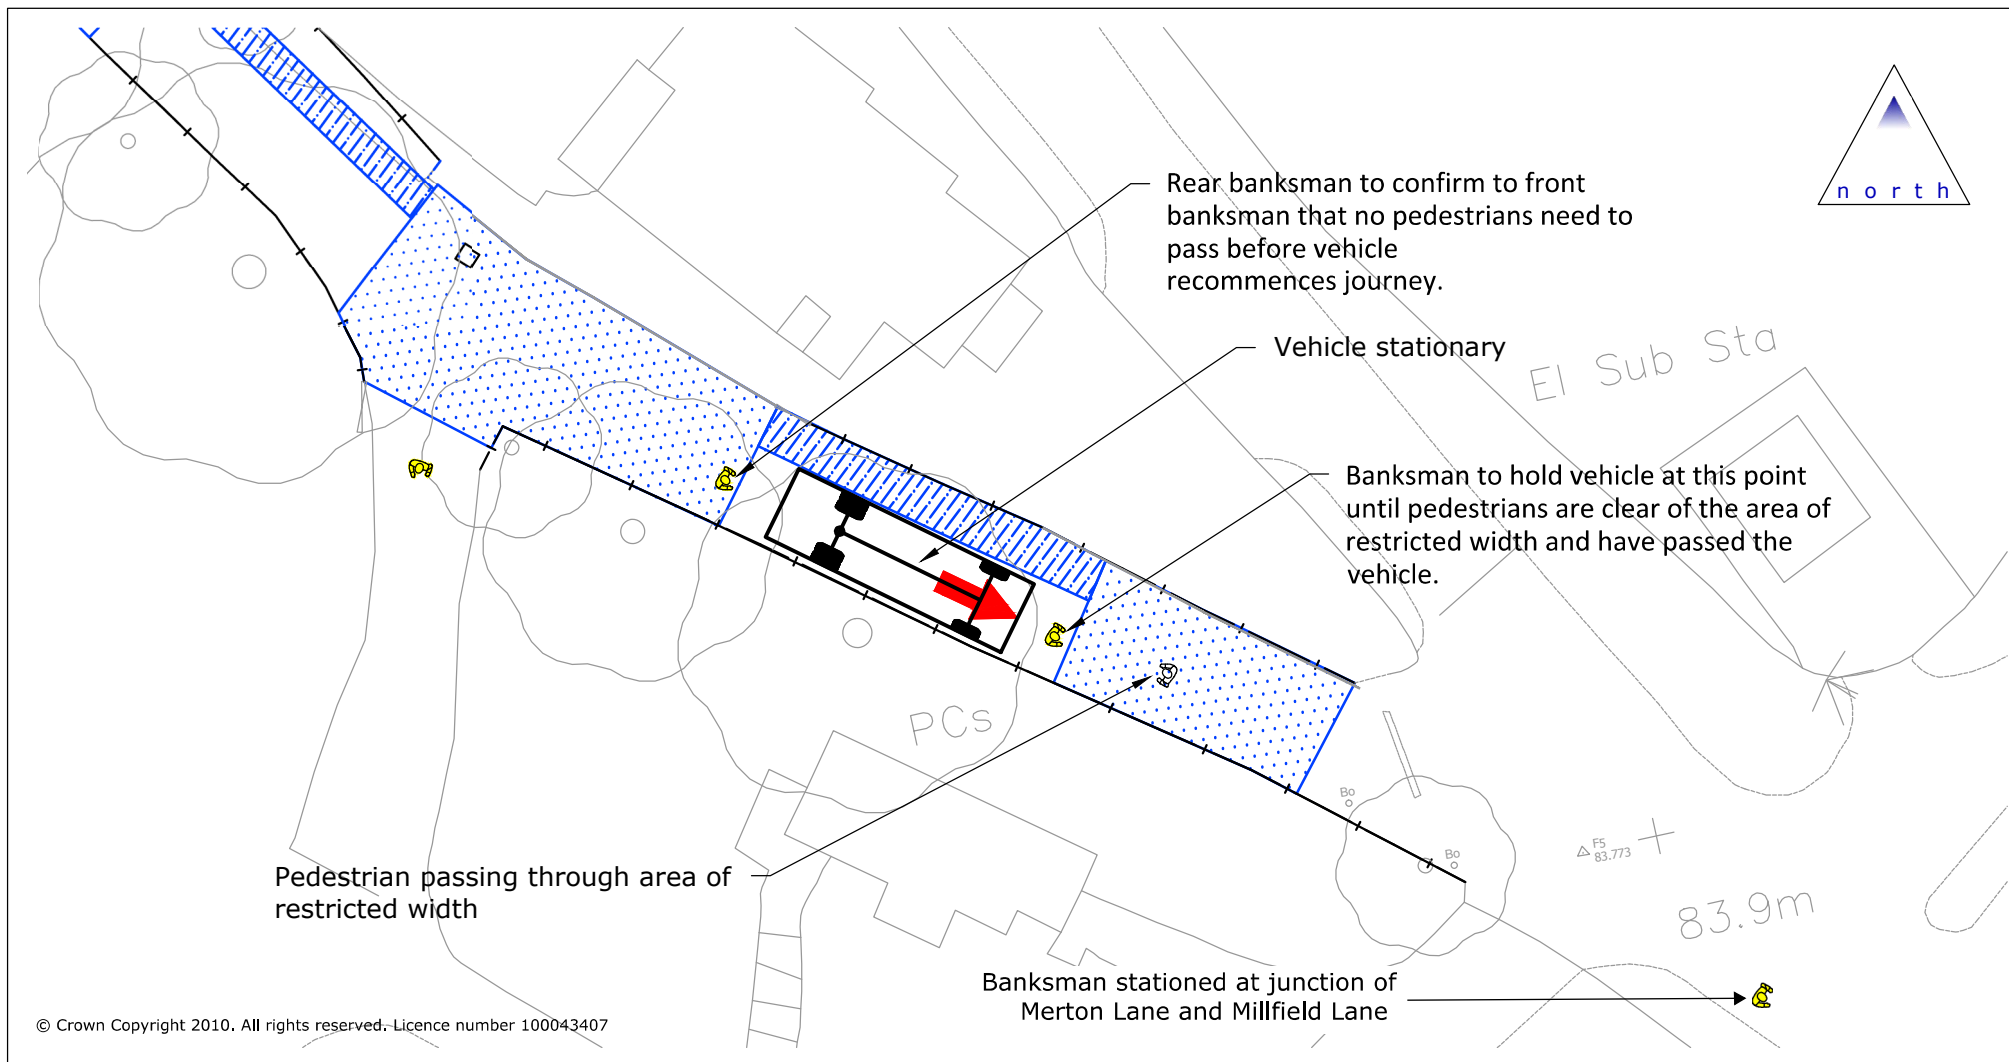 north
Rear banksman to confirm to front
banksman that no pedestrians need to
pass before vehicle
recommences journey.
Vehicle stationary
El Sub Sta
Banksman to hold vehicle at this point
until pedestrians are clear of the area of
restricted width and have passed the
vehicle.
PCs
Bo
F5
83.773
Bo
Pedestrian passing through area of
restricted width
83.9m
Banksman stationed at junction of
Merton Lane and Millfield Lane
© Crown Copyright 2010. All rights reserved. Licence number 100043407